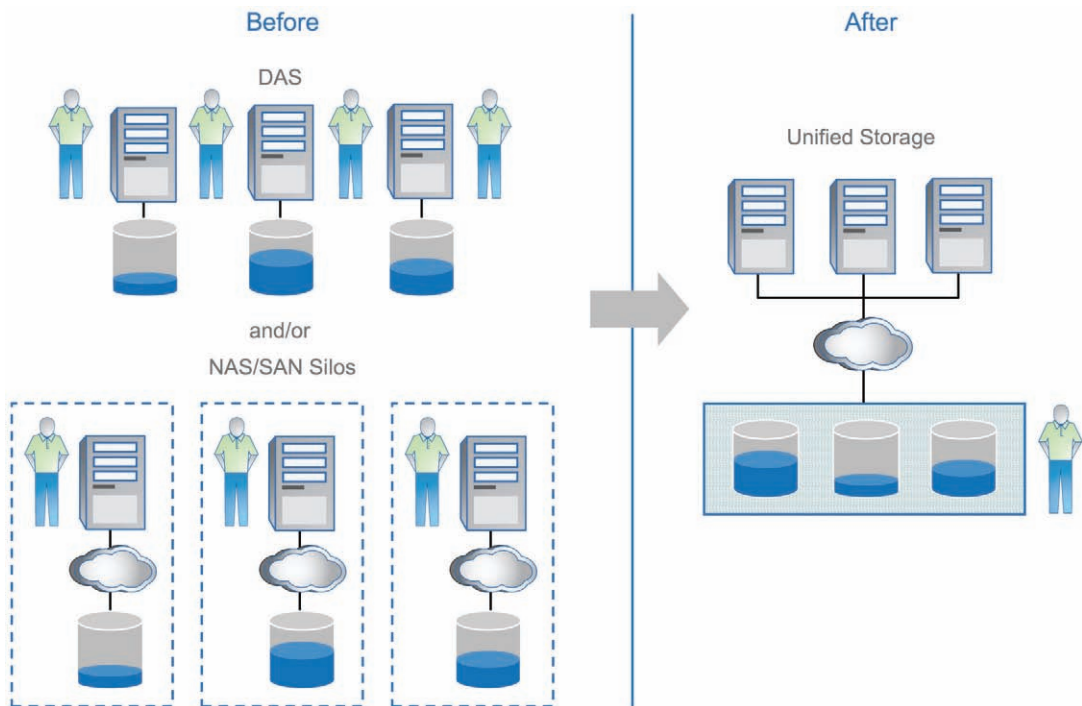 Before
After
DAS
Unified Storage
and/or
NAS/SAN Silos